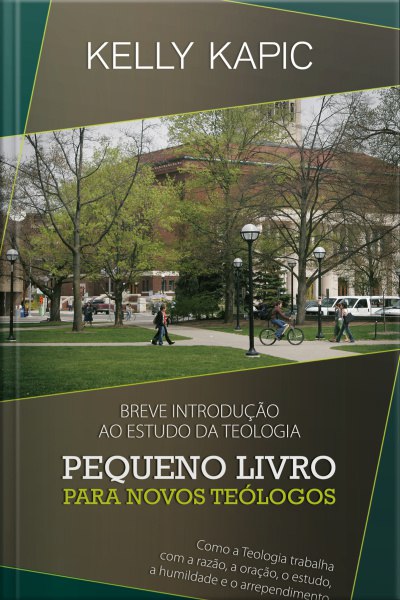 KELLY KAPIC
BREVE INTRODUÇÃO
AO ESTUDO DA TEOLOGIA
PEQUENO LIVRO
PARA NOVOS TEÓLOGOS
Como a Teologia trabalha
com a razão, a oração, o estudo,
a humildade e o arrependimento